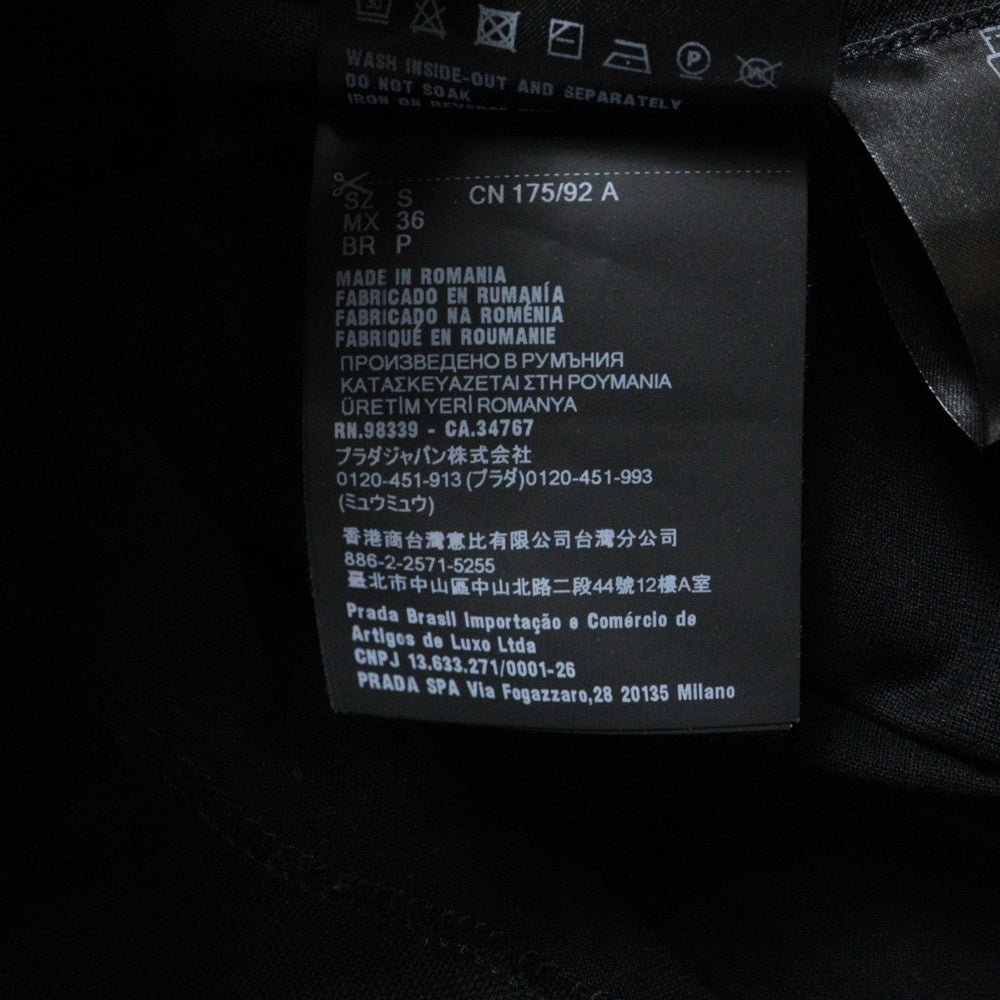 30
P
W
WASH INSIDE-OUT AND SEPARATELY
DO NOT SOAK
IRON ON REVERSE
SZ S CN 175/92 A
MX 36
BR P
MADE IN ROMANIA
FABRICADO EN RUMANÍA
FABRICADO NA ROMÉNIA
FABRIQUÉ EN ROUMANIE
ПРОИЗВЕДЕНО В РУМЪНИЯ
ΚΑΤΑΣΚΕΥΑΖΕΤΑΙ ΣΤΗ ΡΟΥΜΑΝΙΑ
ÜRETİM YERİ ROMANYA
RN.98339 - CA.34767
プラダジャパン株式会社
0120-451-913 (プラダ)0120-451-993
(ミュウミュウ)
香港商台灣惠比有限公司台灣分公司
886-2-2571-5255
臺北市中山區中山北路二段44號12樓A室
Prada Brasil Importação e Comércio de
Artigos de Luxo Ltda
CNPJ 13.633.271/0001-26
PRADA SPA Via Fogazzaro,28 20135 Milano